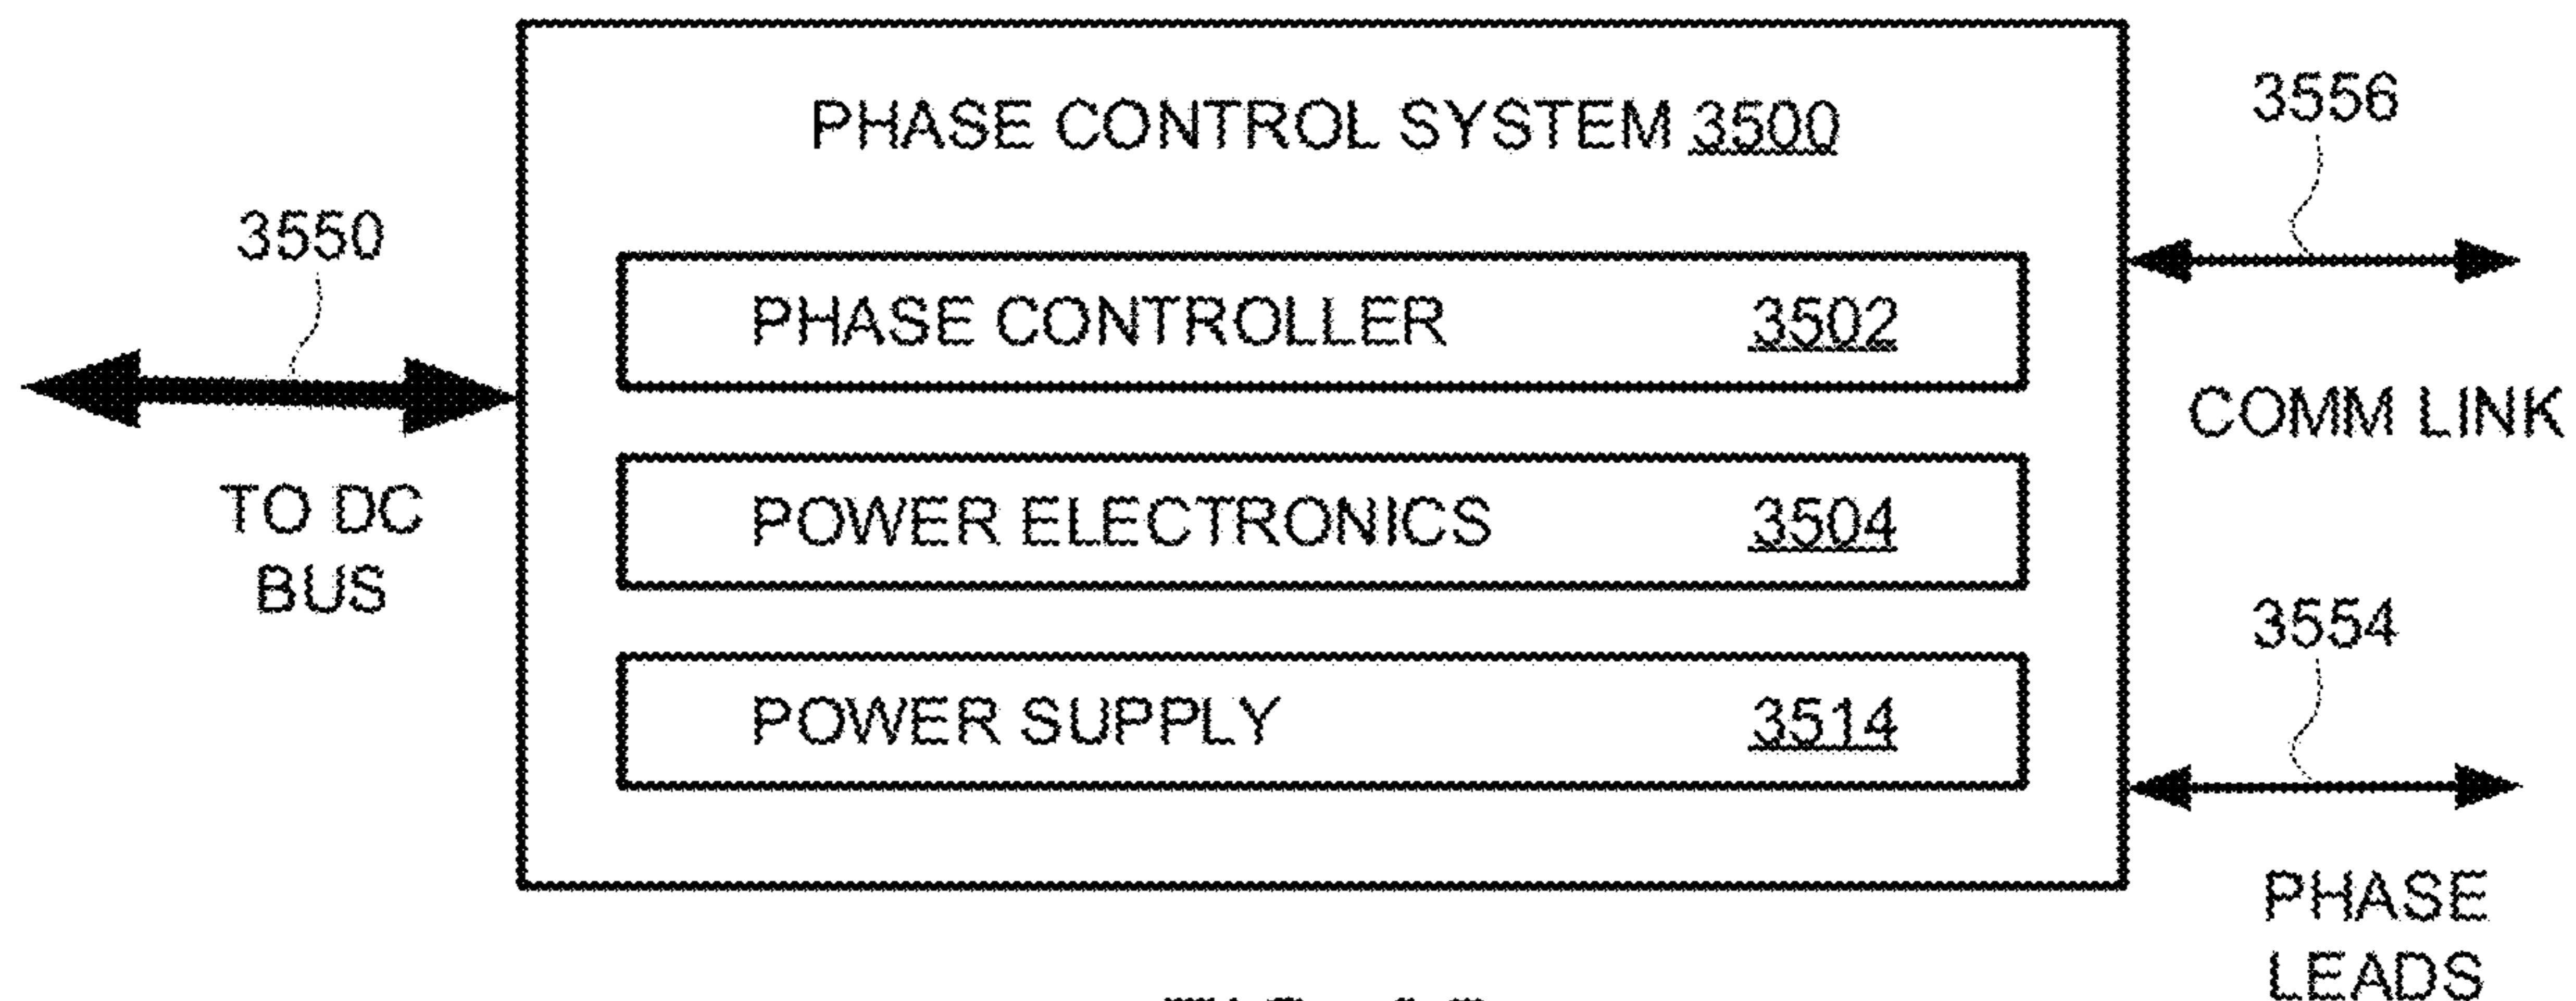 PHASE CONTROL SYSTEM 3500
3556
3550
PHASE CONTROLLER 3502
COMM LINK
TO DC
BUS
POWER ELECTRONICS 3504
3554
POWER SUPPLY 3514
PHASE
LEADS